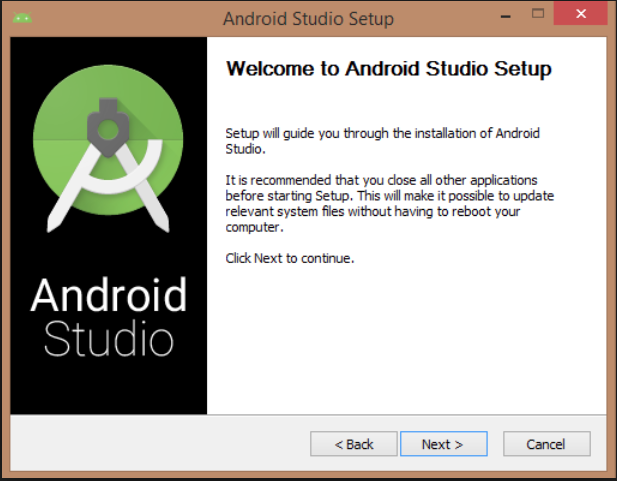 Android Studio Setup
Welcome to Android Studio Setup
Setup will guide you through the installation of Android
Studio.
It is recommended that you close all other applications
before starting Setup. This will make it possible to update
relevant system files without having to reboot your
computer.
Click Next to continue.
Android
Studio
< Back
Next >
Cancel